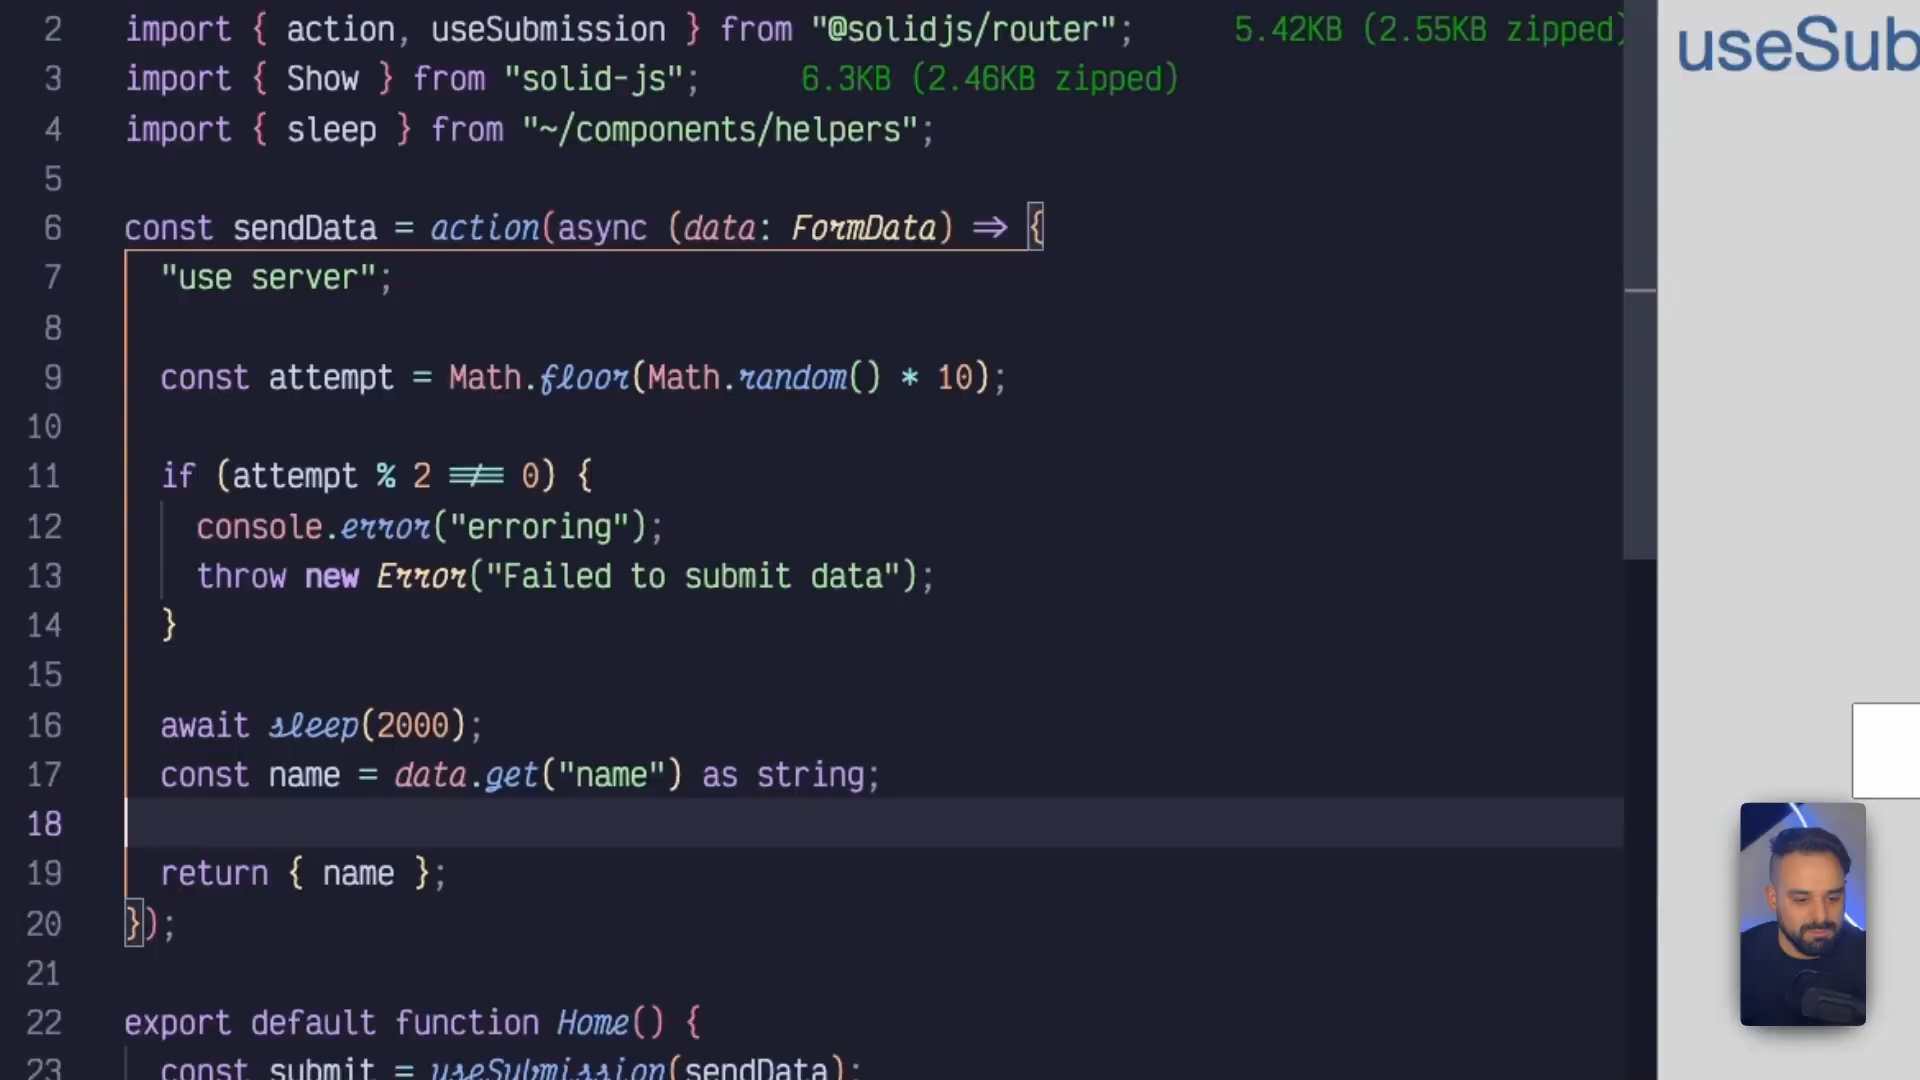 2 import { action, useSubmission } from "@solidjs/router"; 5.42KB (2.55KB zipped)
useSub
3 import { Show } from "solid-js"; 6.3KB (2.46KB zipped)
4 import { sleep } from "~/components/helpers";
5
6 const sendData = action(async (data: FormData) => {
7 "use server";
8
9 const attempt = Math.floor(Math.random() * 10);
10
11 if (attempt % 2 !== 0) {
12 console.error("erroring");
13 throw new Error("Failed to submit data");
14 }
15
16 await sleep(2000);
17 const name = data.get("name") as string;
18
19 return { name };
20 });
21
22 export default function Home() {
23 const submit = useSubmission(sendData);